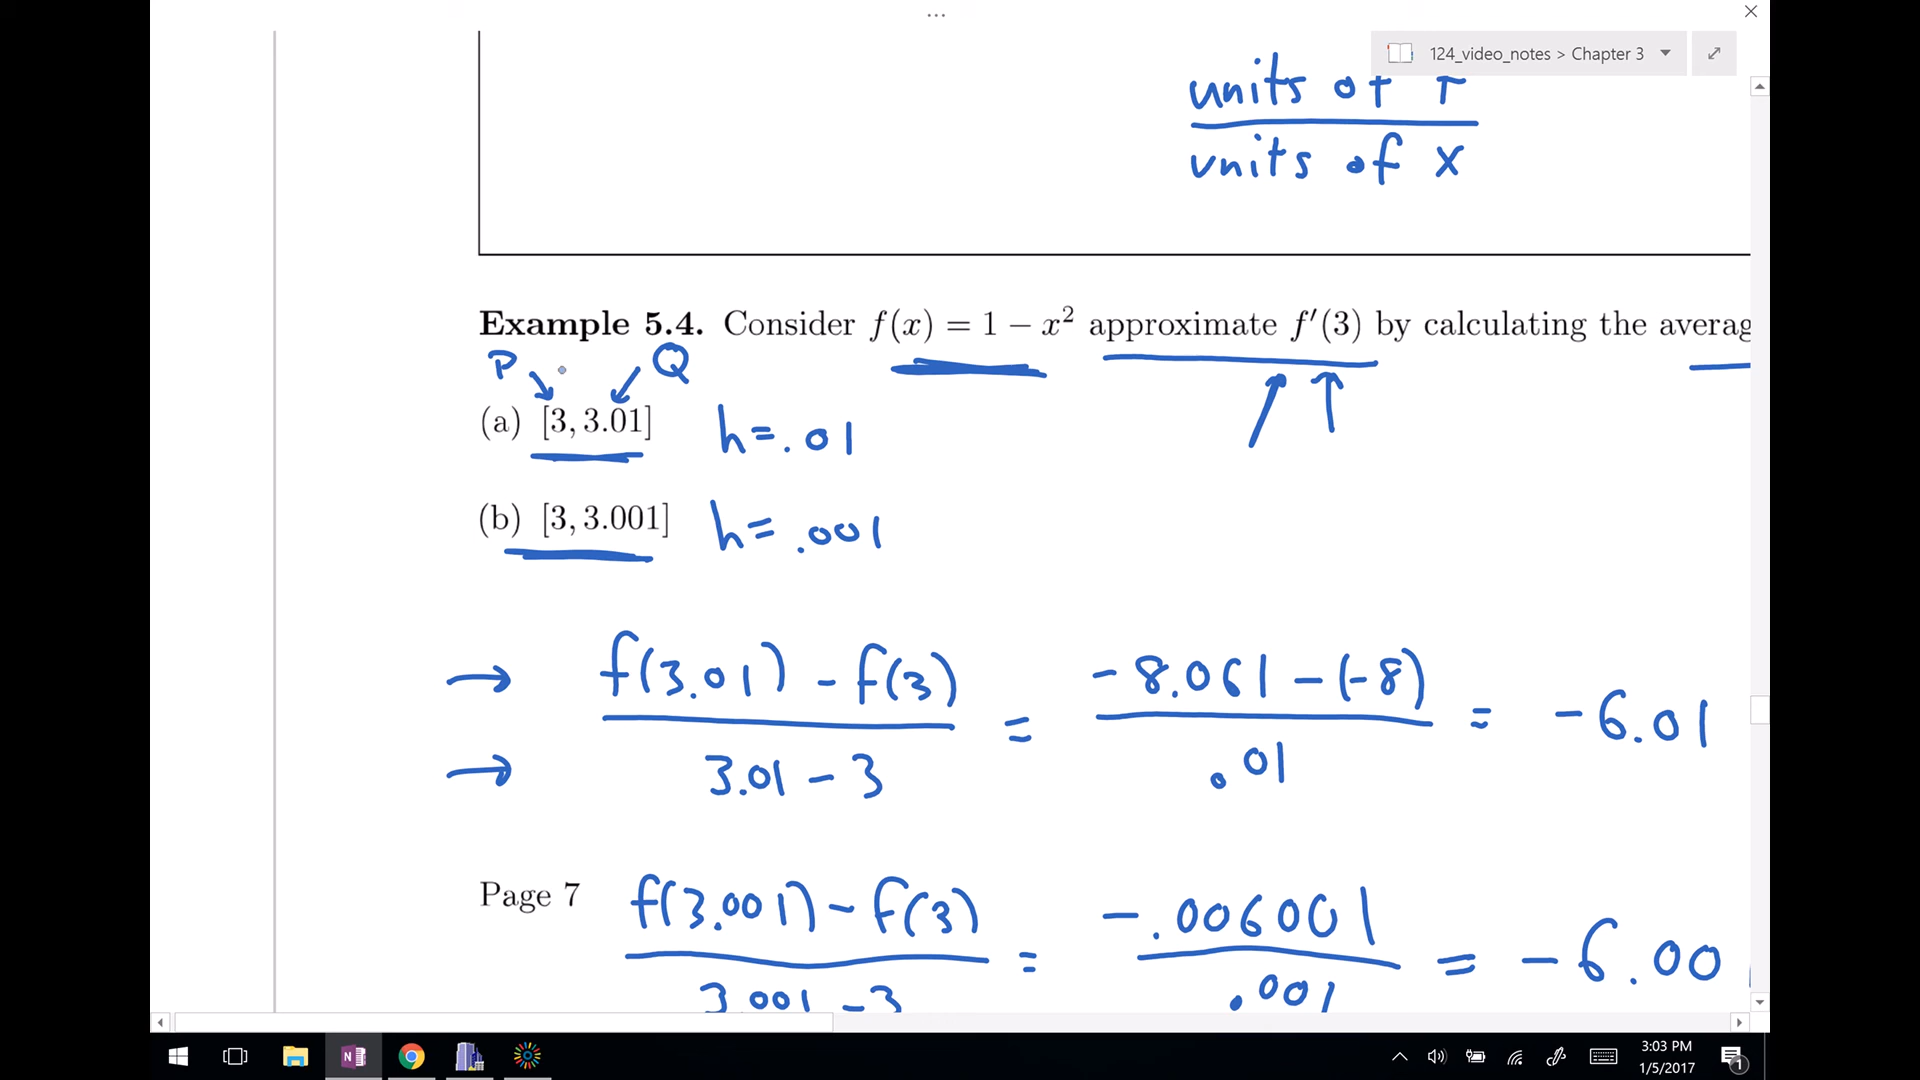 ...
124_video_notes > Chapter 3
units of
units of x
Example 5.4. Consider f(x) = 1 − x² approximate f′(3) by calculating the averag
P Q
(a) [3, 3.01] h = .01
(b) [3, 3.001] h = .001
→ f(3.01) - f(3) = -8.061 - (-8) = -6.01
→ 3.01 - 3 .01
Page 7 f(3.001) - f(3) = -.006001 = -6.00
3.001 - 3 .001
3:03 PM
1/5/2017
1